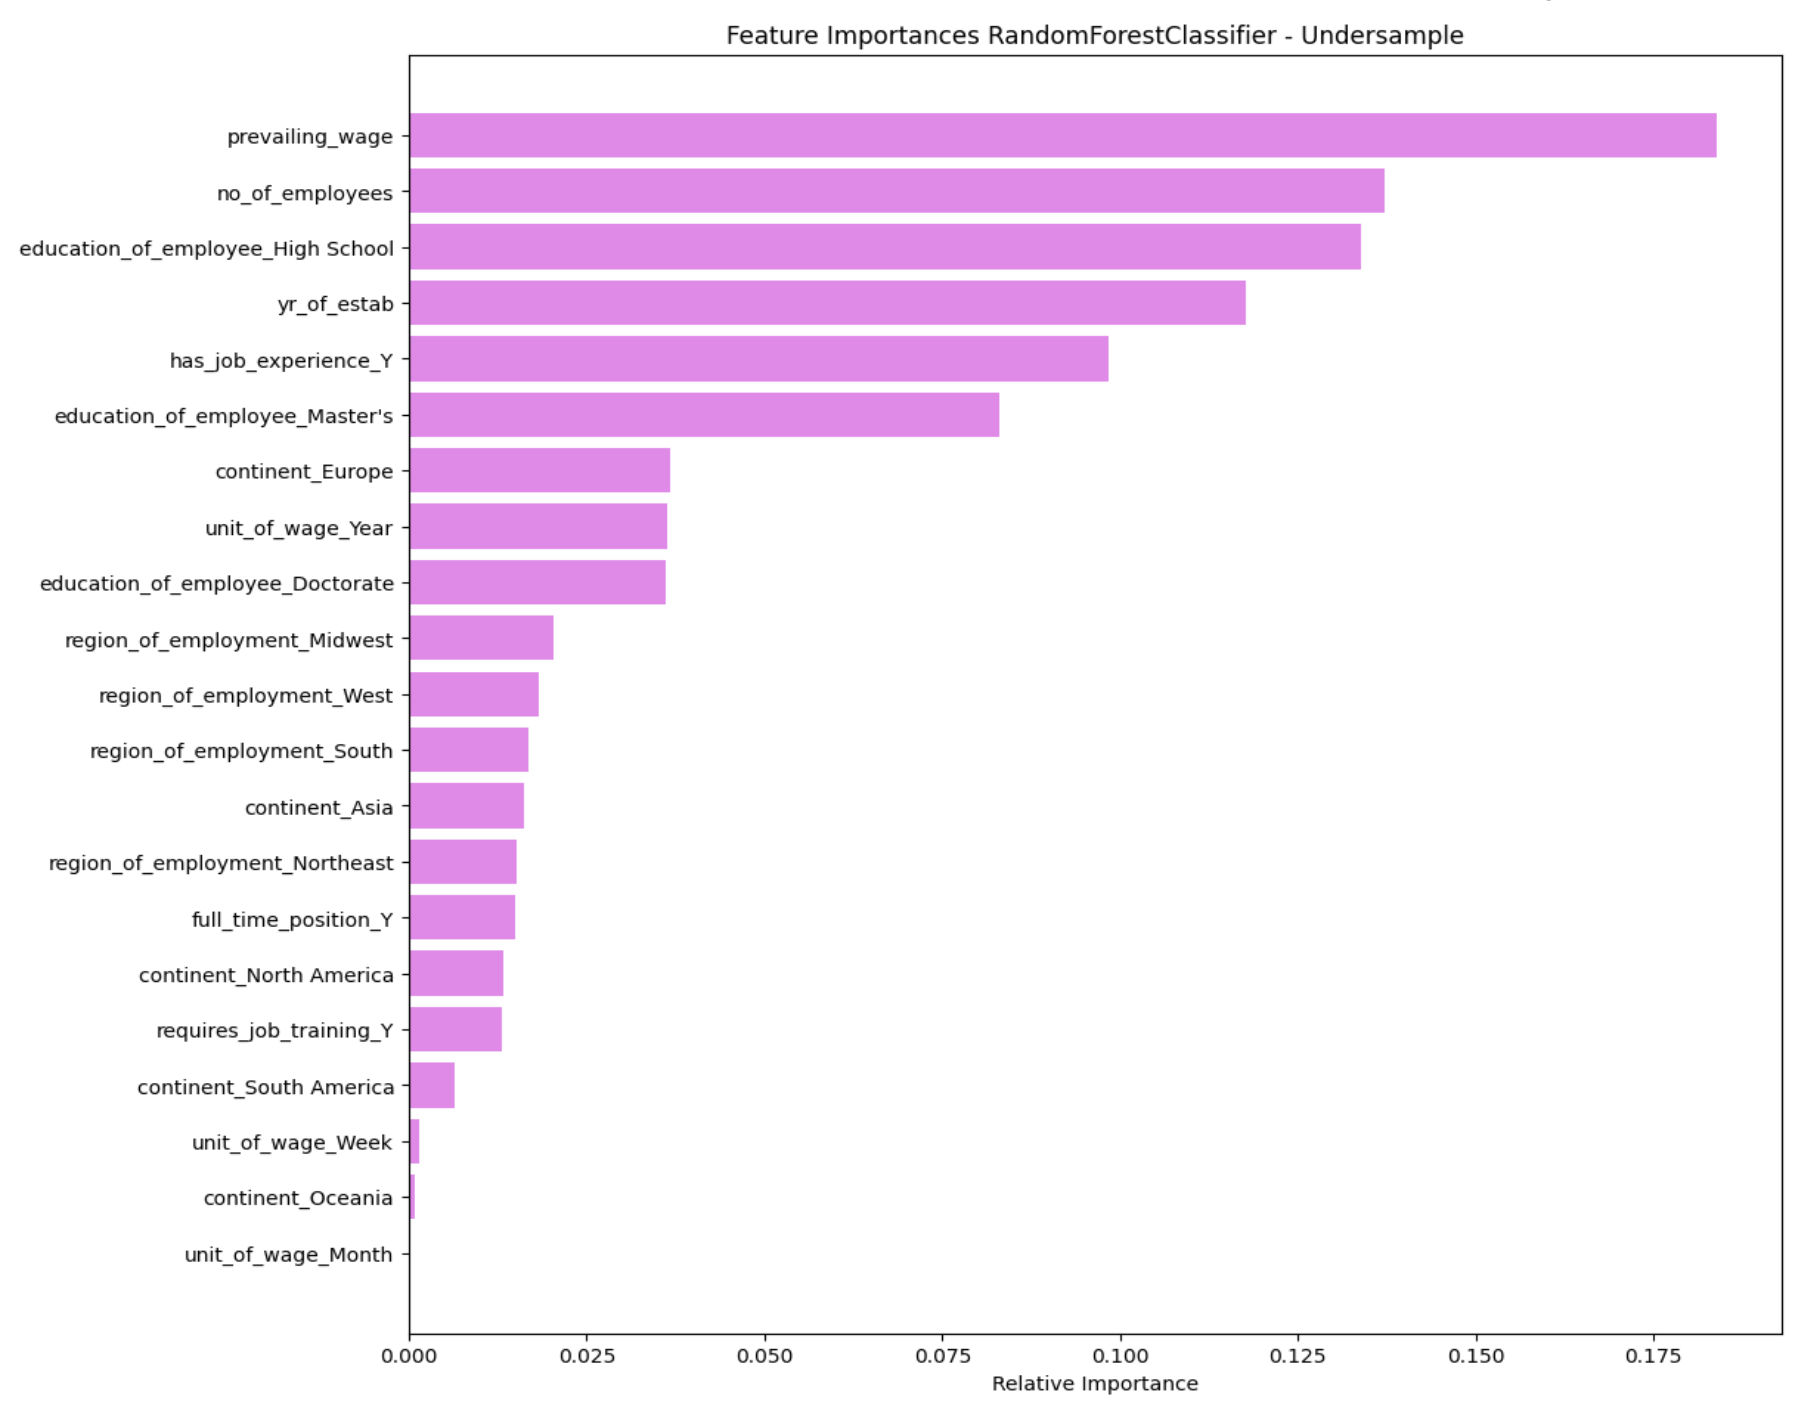 Feature Importances RandomForestClassifier - Undersample
prevailing_wage
no_of_employees
education_of_employee_High School
yr_of_estab
has_job_experience_Y
education_of_employee_Master's
continent_Europe
unit_of_wage_Year
education_of_employee_Doctorate
region_of_employment_Midwest
region_of_employment_West
region_of_employment_South
continent_Asia
region_of_employment_Northeast
full_time_position_Y
continent_North America
requires_job_training_Y
continent_South America
unit_of_wage_Week
continent_Oceania
unit_of_wage_Month
0.000 0.025 0.050 0.075 0.100 0.125 0.150 0.175
Relative Importance